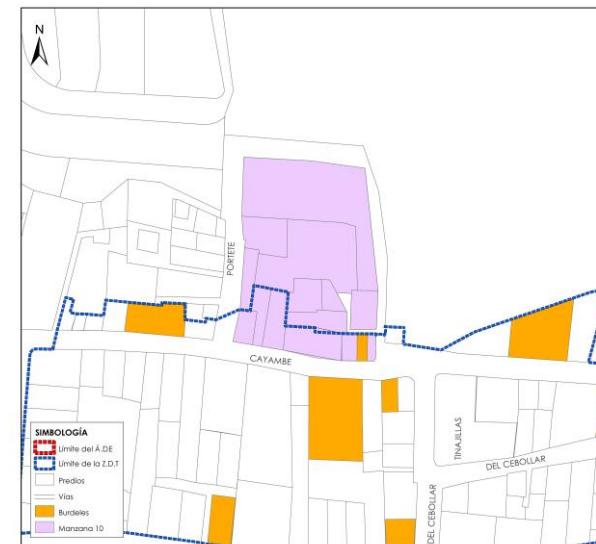 N
PORTETE
CAYAMBE
TINAJILLAS
DEL CEBOLLAR
DEL CEBOLLAR
SIMBOLOGÍA
Límite del Á.DE
Límite de la Z.D.T
Predios
Vías
Burdeles
Manzana 10